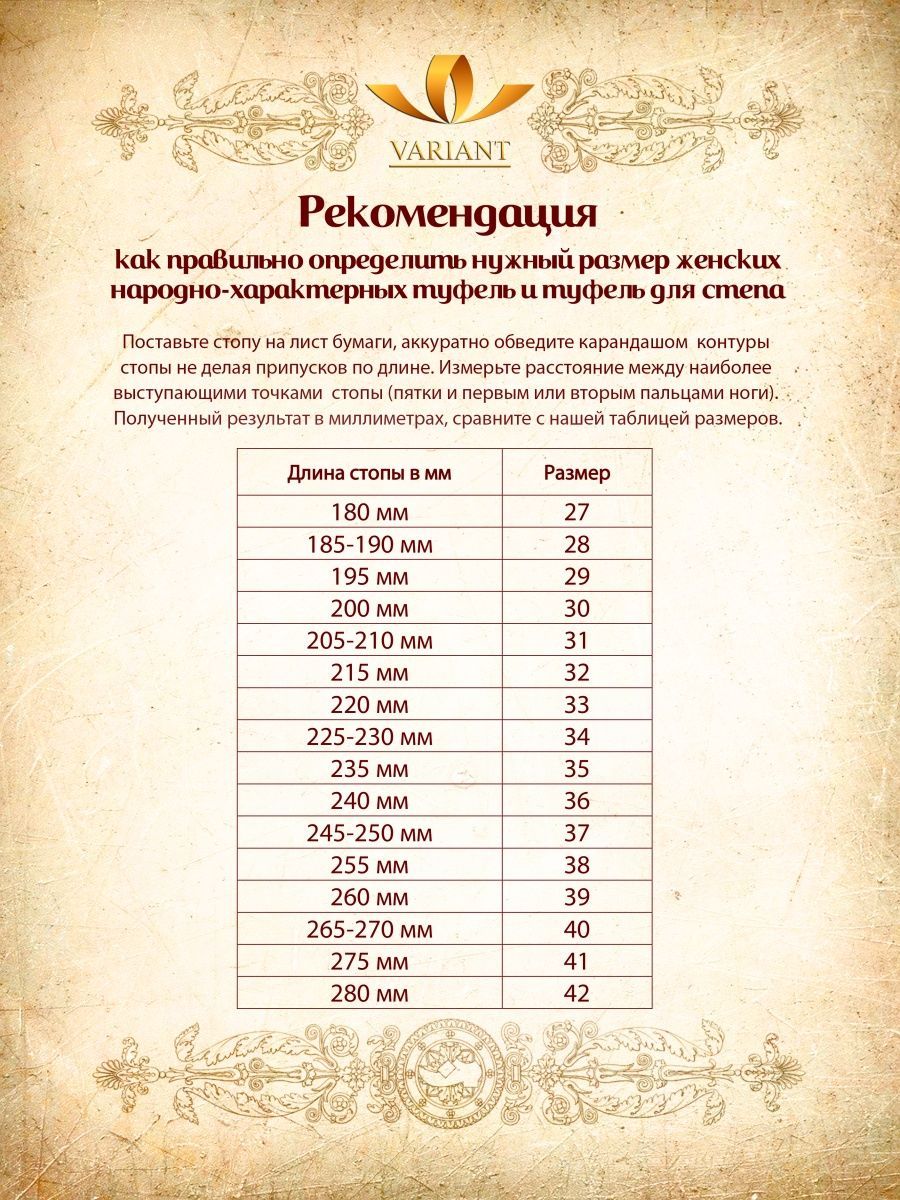 VARIANT
Рекомендация
как правильно определить нужный размер женских
народно-характерных туфель и туфель для степа
Поставьте стопу на лист бумаги, аккуратно обведите карандашом контуры
стопы не делая припусков по длине. Измерьте расстояние между наиболее
выступающими точками стопы (пятки и первым или вторым пальцами ноги).
Полученный результат в миллиметрах, сравните с нашей таблицей размеров.
Длина стопы в мм Размер
180 мм 27
185-190 мм 28
195 мм 29
200 мм 30
205-210 мм 31
215 мм 32
220 мм 33
225-230 мм 34
235 мм 35
240 мм 36
245-250 мм 37
255 мм 38
260 мм 39
265-270 мм 40
275 мм 41
280 мм 42